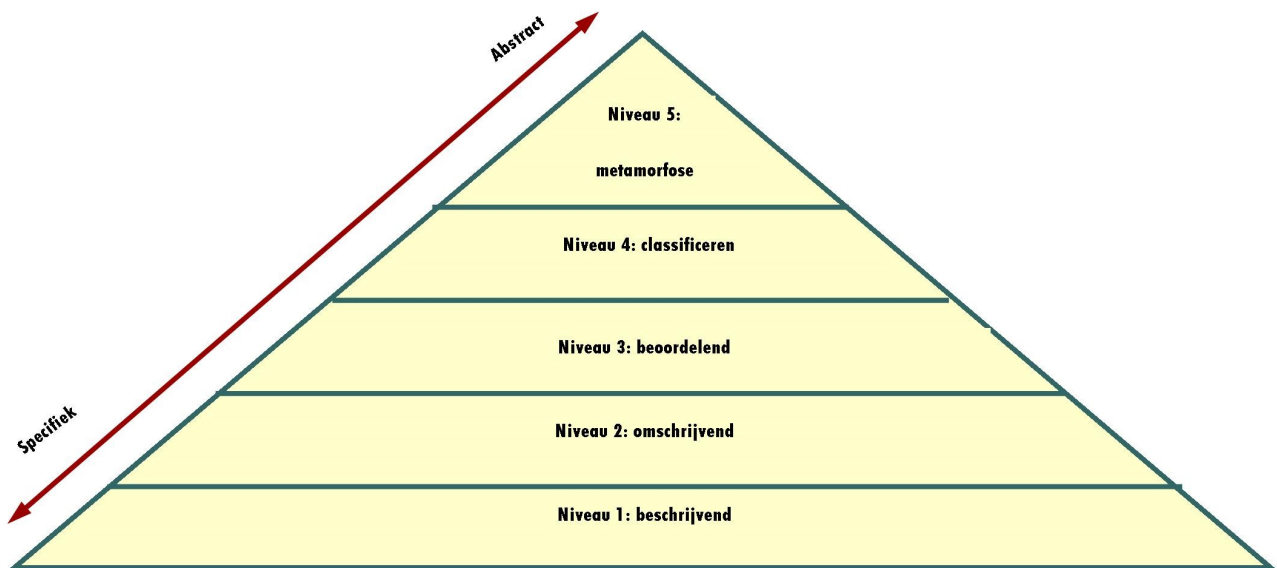 Abstract
Niveau 5:
metamorfose
Niveau 4: classificeren
Niveau 3: beoordelend
Specifiek
Niveau 2: omschrijvend
Niveau 1: beschrijvend